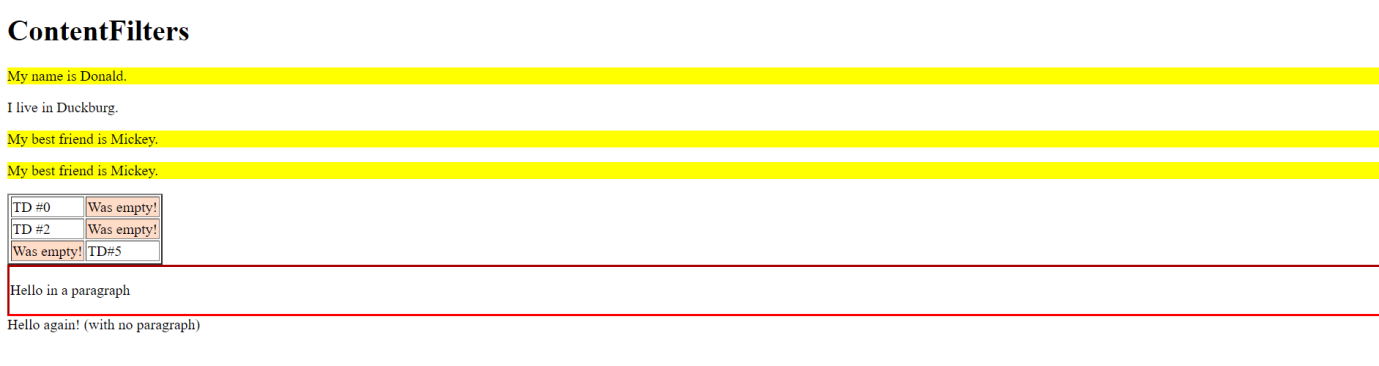 ContentFilters
My name is Donald.
I live in Duckburg.
My best friend is Mickey.
My best friend is Mickey.
TD #0 Was empty!
TD #2 Was empty!
Was empty! TD#5
Hello in a paragraph
Hello again! (with no paragraph)